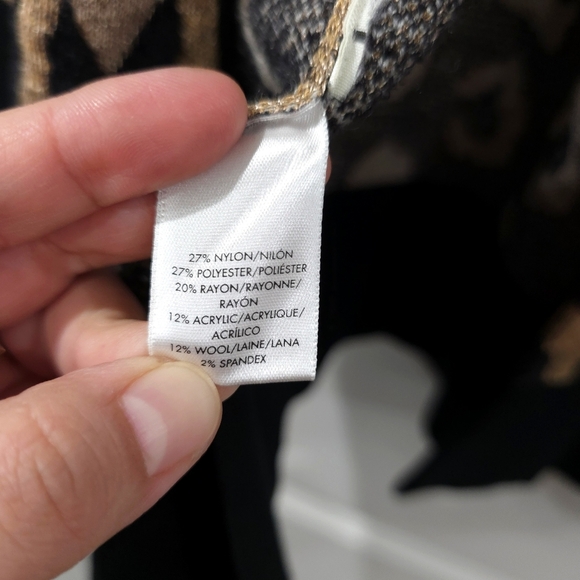 27% NYLON/NILÓN
27% POLYESTER/POLIÉSTER
20% RAYON/RAYONNE/
RAYÓN
12% ACRYLIC/ACRYLIQUE/
ACRÍLICO
12% WOOL/LAINE/LANA
2% SPANDEX